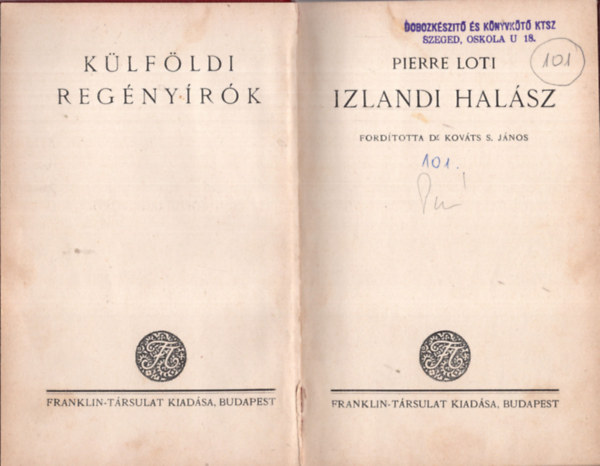 KÜLFÖLDI
REGÉNYÍRÓK
FRANKLIN-TÁRSULAT KIADÁSA, BUDAPEST
DOBOZKÉSZITŐ ÉS KÖNYVKÖTŐ KTSZ
SZEGED, OSKOLA U 18.
101
PIERRE LOTI
IZLANDI HALÁSZ
FORDÍTOTTA Dr KOVÁTS S. JÁNOS
101.
FRANKLIN-TÁRSULAT KIADÁSA, BUDAPEST